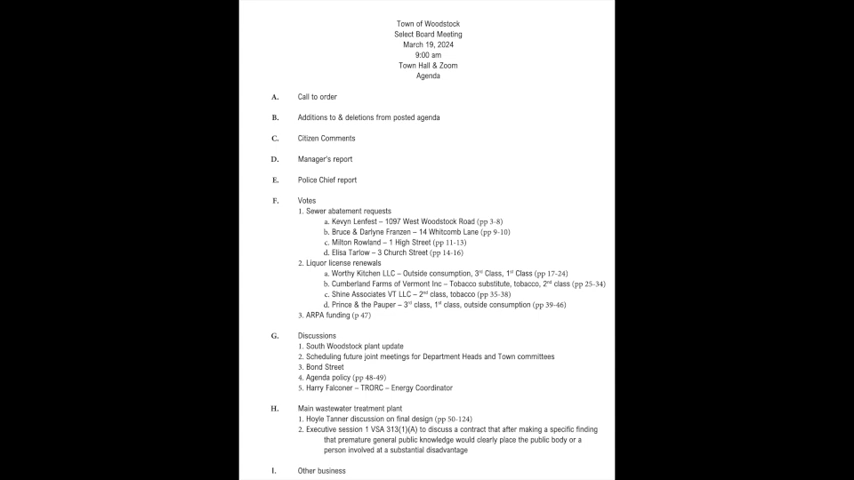 Town of Woodstock
Select Board Meeting
March 19, 2024
9:00 am
Town Hall & Zoom
Agenda
A. Call to order
B. Additions to & deletions from posted agenda
C. Citizen Comments
D. Manager's report
E. Police Chief report
F. Votes
1. Sewer abatement requests
a. Kevyn Lenfest – 1097 West Woodstock Road (pp 3-8)
b. Bruce & Darlyne Franzen – 14 Whitcomb Lane (pp 9-10)
c. Milton Rowland – 1 High Street (pp 11-13)
d. Elisa Tarlow – 3 Church Street (pp 14-16)
2. Liquor license renewals
a. Worthy Kitchen LLC – Outside consumption, 3rd Class, 1st Class (pp 17-24)
b. Cumberland Farms of Vermont Inc – Tobacco substitute, tobacco, 2nd class (pp 25-34)
c. Shine Associates VT LLC – 2nd class, tobacco (pp 35-38)
d. Prince & the Pauper – 3rd class, 1st class, outside consumption (pp 39-46)
3. ARPA funding (p 47)
G. Discussions
1. South Woodstock plant update
2. Scheduling future joint meetings for Department Heads and Town committees
3. Bond Street
4. Agenda policy (pp 48-49)
5. Harry Falconer – TRORC – Energy Coordinator
H. Main wastewater treatment plant
1. Hoyle Tanner discussion on final design (pp 50-124)
2. Executive session 1 VSA 313(1)(A) to discuss a contract that after making a specific finding
that premature general public knowledge would clearly place the public body or a
person involved at a substantial disadvantage
I. Other business